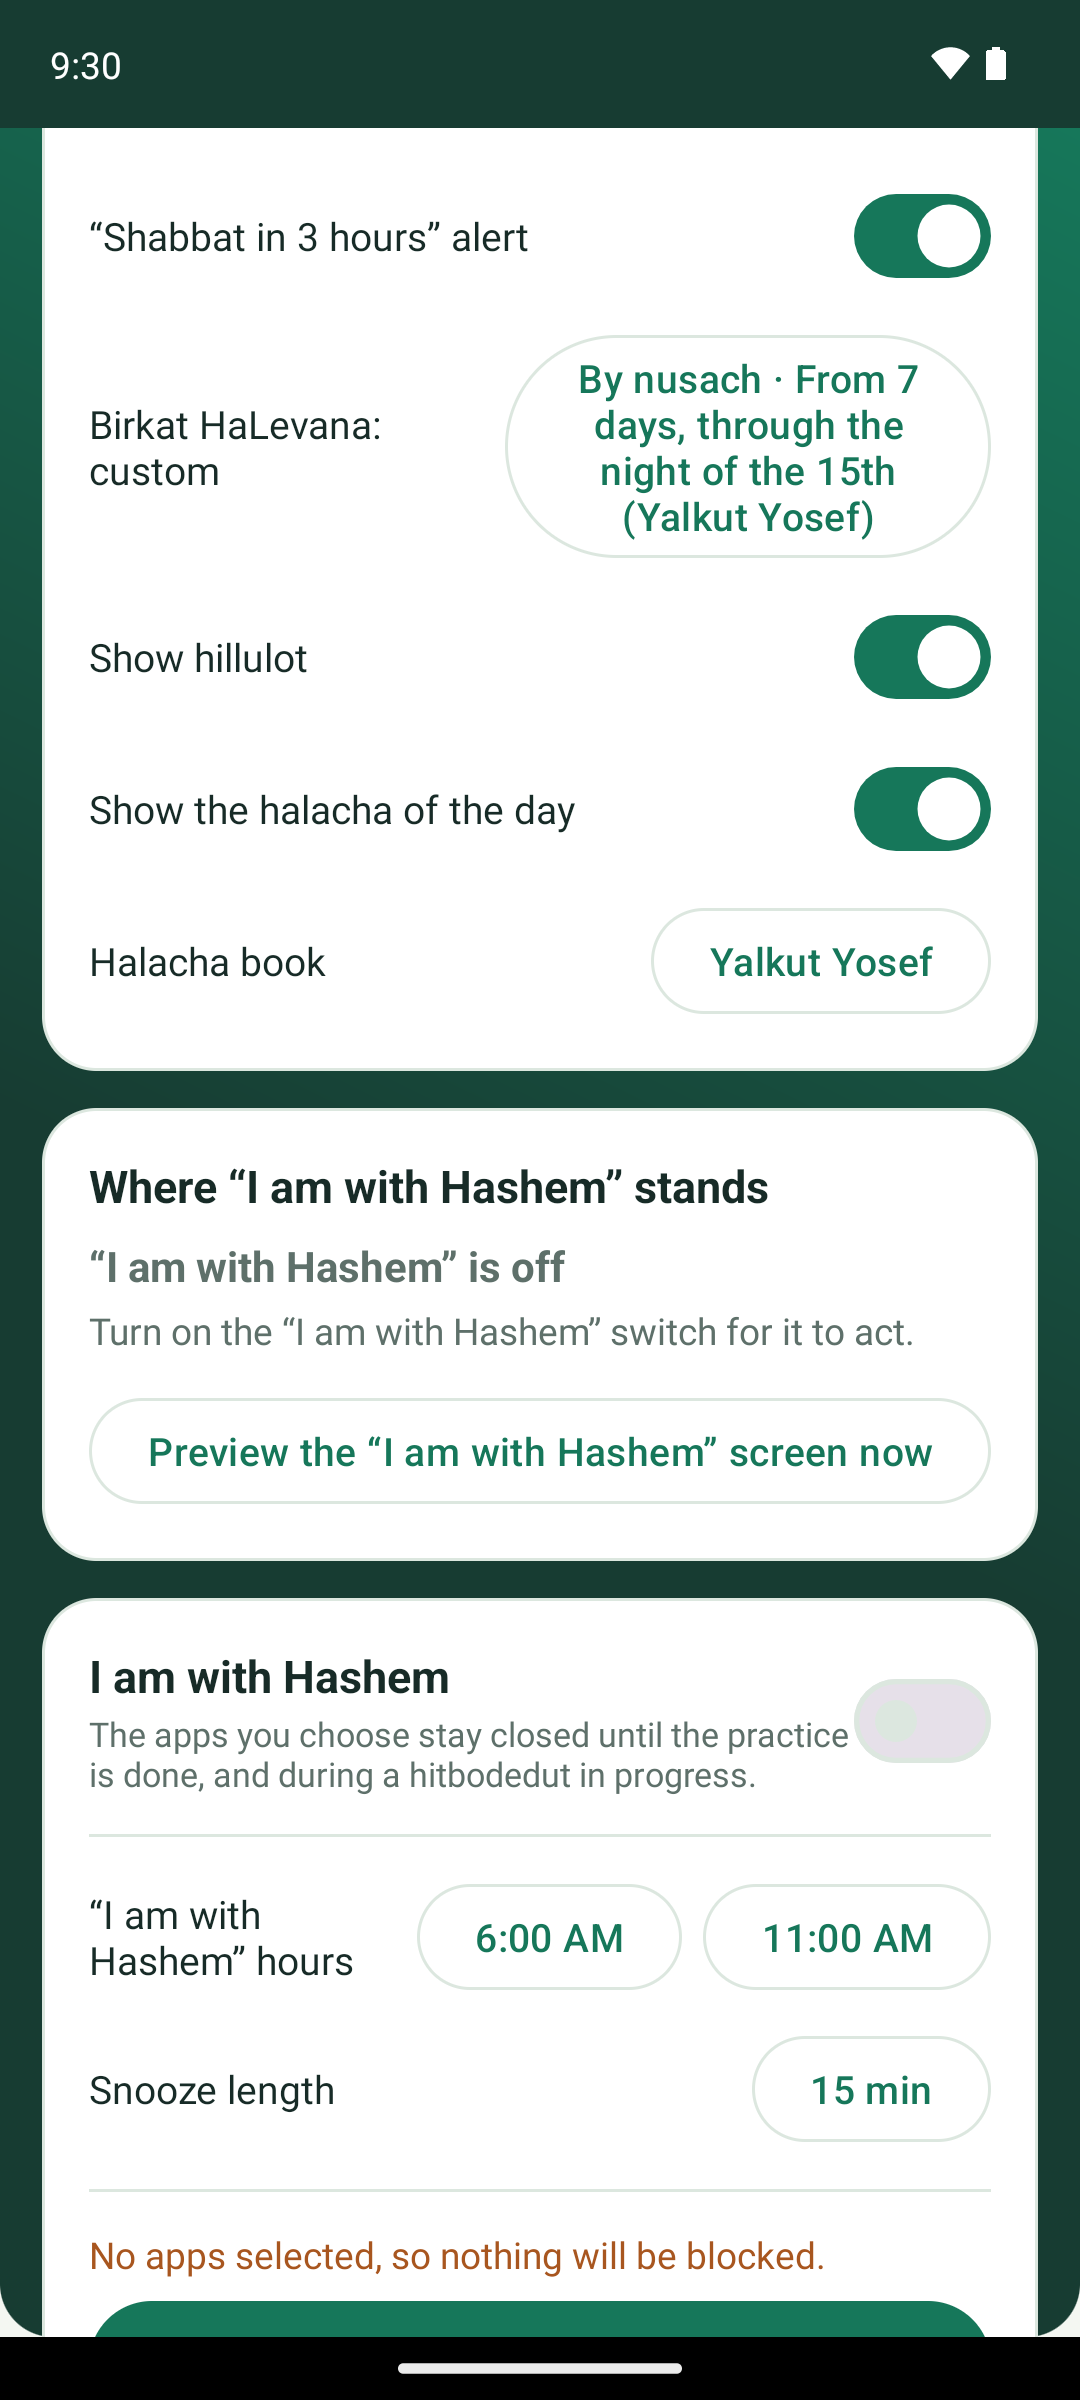 9:30
“Shabbat in 3 hours” alert
Birkat HaLevana:
custom
By nusach · From 7
days, through the
night of the 15th
(Yalkut Yosef)
Show hillulot
Show the halacha of the day
Halacha book
Yalkut Yosef
Where “I am with Hashem” stands
“I am with Hashem” is off
Turn on the “I am with Hashem” switch for it to act.
Preview the “I am with Hashem” screen now
I am with Hashem
The apps you choose stay closed until the practice
is done, and during a hitbodedut in progress.
“I am with
Hashem” hours
6:00 AM
11:00 AM
Snooze length
15 min
No apps selected, so nothing will be blocked.